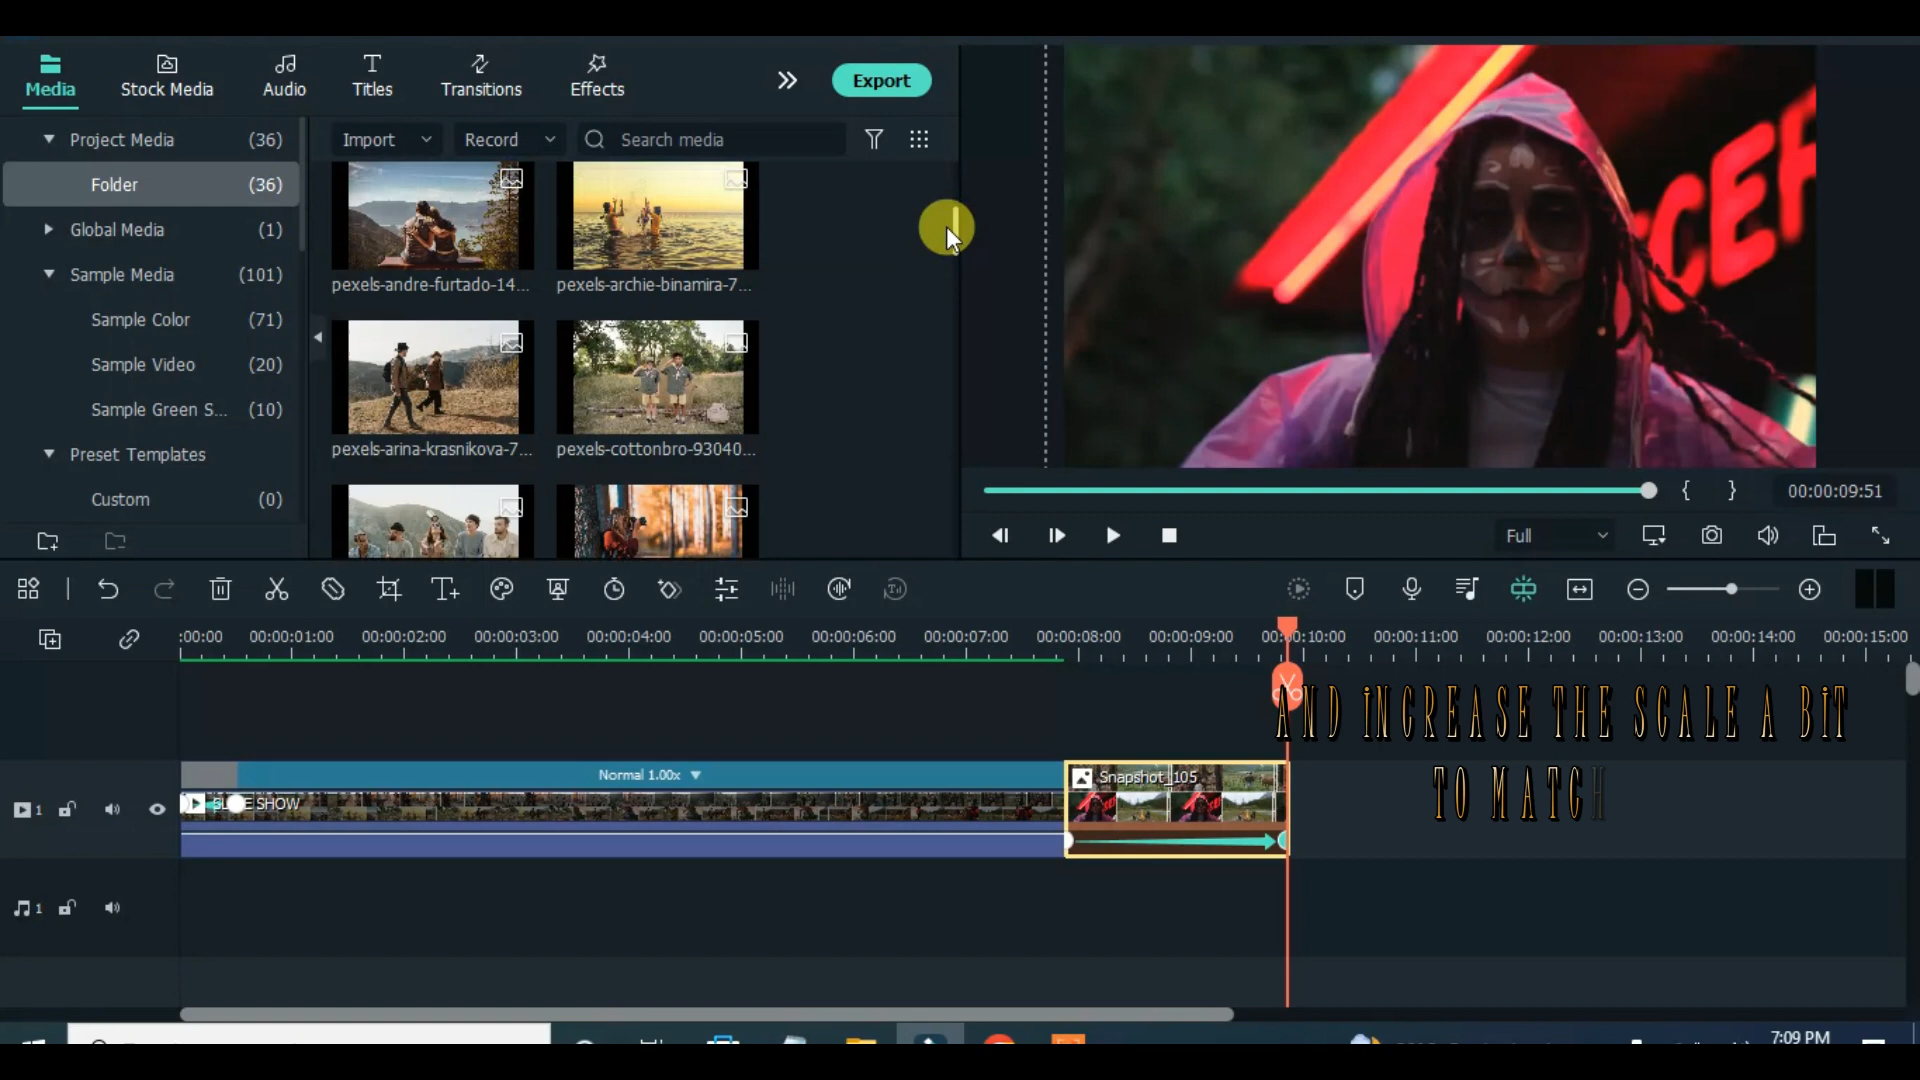 Media
Stock Media
Audio
Titles
Transitions
Effects
Export
Project Media (36)
Folder (36)
Global Media (1)
Sample Media (101)
Sample Color (71)
Sample Video (20)
Sample Green S... (10)
Preset Templates
Custom (0)
Import
Record
Search media
pexels-andre-furtado-14...
pexels-archie-binamira-7...
pexels-arina-krasnikova-7...
pexels-cottonbro-93040...
CEF
{ }
00:00:09:51
Full
:00:00 00:00:01:00 00:00:02:00 00:00:03:00 00:00:04:00 00:00:05:00 00:00:06:00 00:00:07:00 00:00:08:00 00:00:09:00 00:00:10:00 00:00:11:00 00:00:12:00 00:00:13:00 00:00:14:00 00:00:15:00
AND iNCREASE THE SCALE A BiT
TO MATCH
Normal 1.00x
SLIDE SHOW
Snapshot_105
1
1
7:09 PM